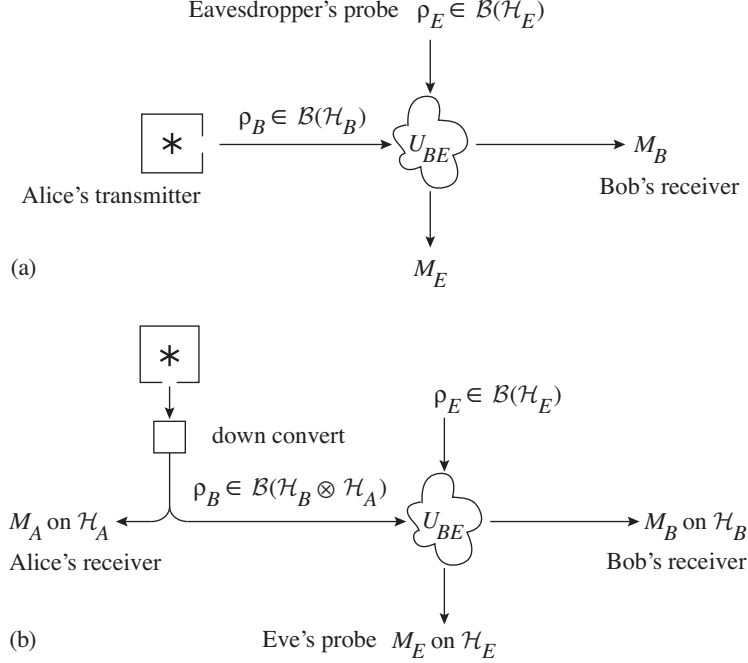 Eavesdropper's probe ρ_E ∈ ℬ(ℋ_E)
ρ_B ∈ ℬ(ℋ_B)
*
U_BE
M_B
Alice's transmitter
Bob's receiver
(a)
M_E
*
ρ_E ∈ ℬ(ℋ_E)
down convert
ρ_B ∈ ℬ(ℋ_B ⊗ ℋ_A)
M_A on ℋ_A
U_BE
M_B on ℋ_B
Alice's receiver
Bob's receiver
(b)
Eve's probe M_E on ℋ_E